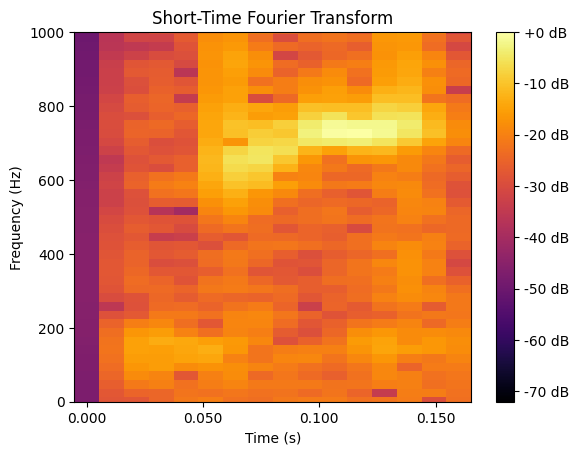 Short-Time Fourier Transform
1000
800
600
400
200
0
Frequency (Hz)
0.000
0.050
0.100
0.150
Time (s)
+0 dB
-10 dB
-20 dB
-30 dB
-40 dB
-50 dB
-60 dB
-70 dB